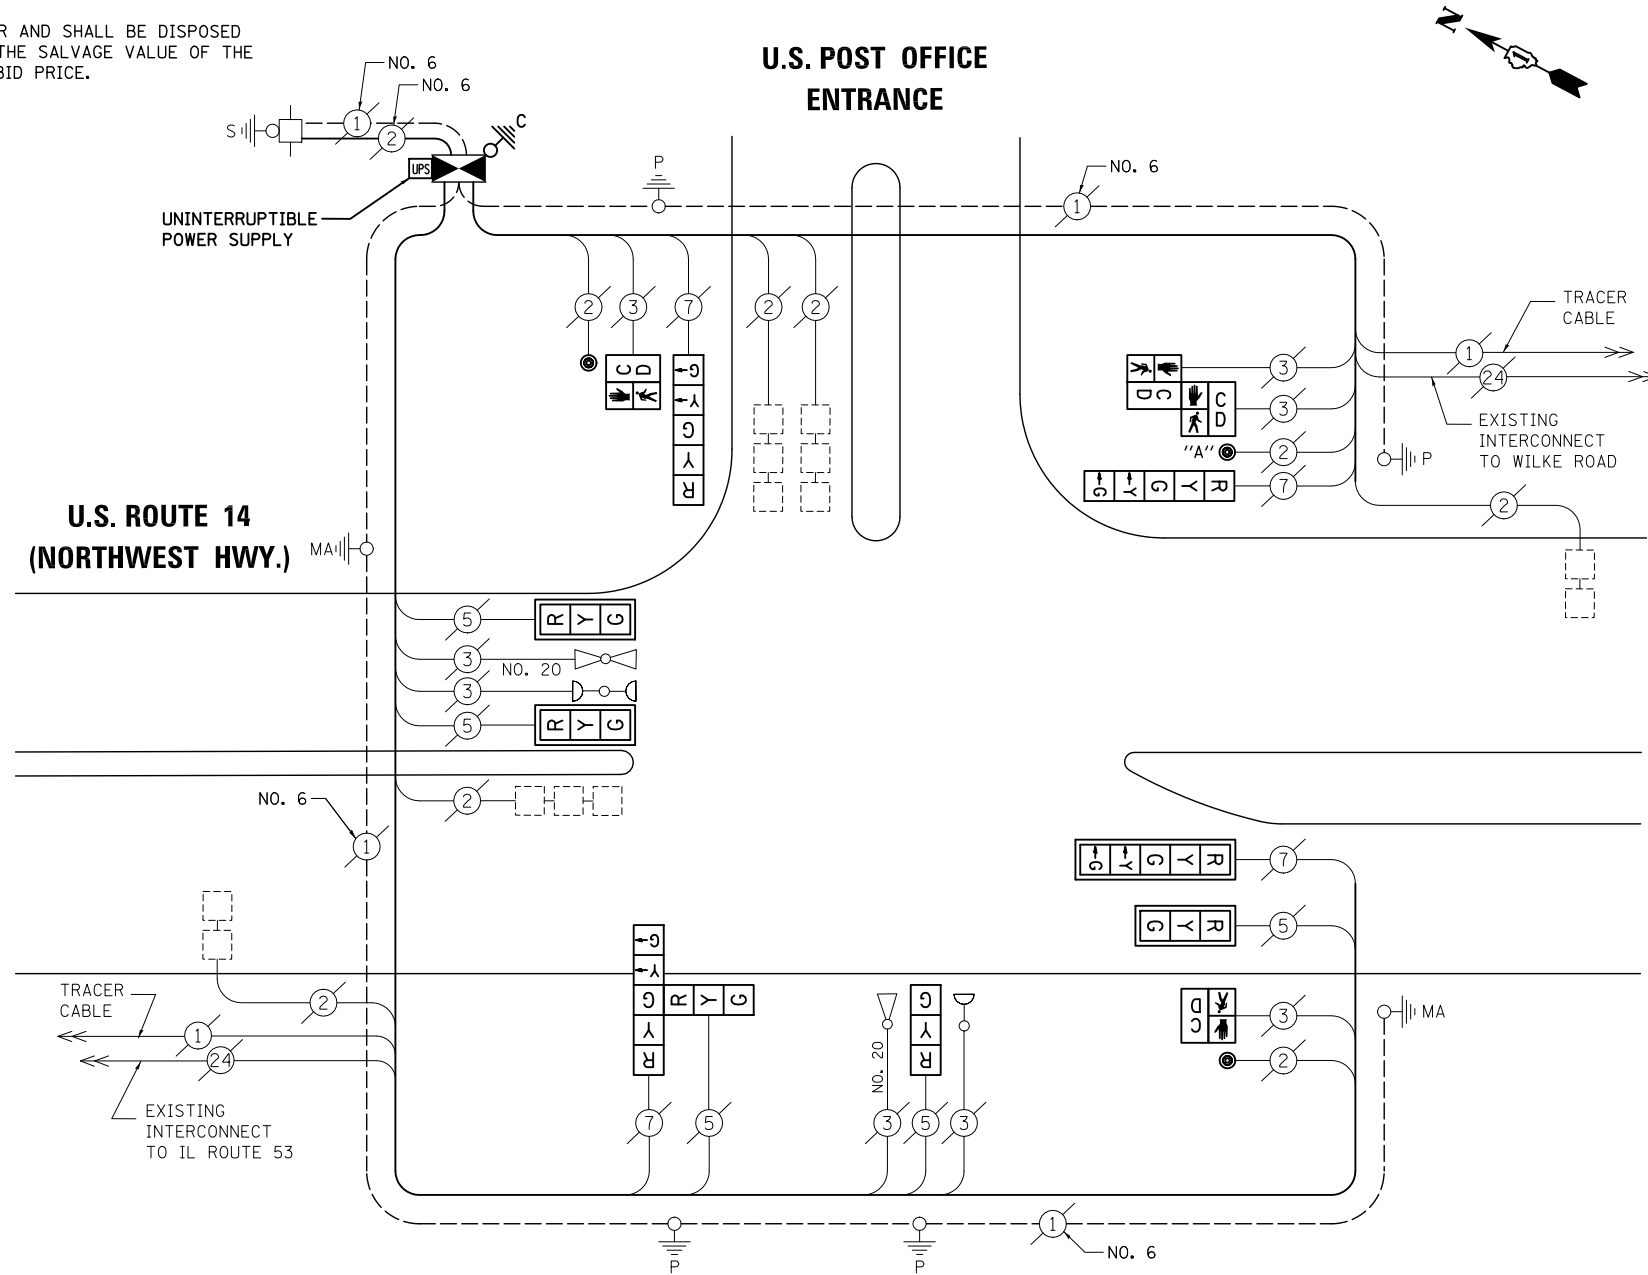 R AND SHALL BE DISPOSED
THE SALVAGE VALUE OF THE
BID PRICE.
U.S. POST OFFICE
ENTRANCE
N
1
NO. 6
NO. 6
S
1
2
C
UPS
P
NO. 6
1
UNINTERRUPTIBLE
POWER SUPPLY
2
3
7
2
2
C D
G
Y
G
Y
R
TRACER
CABLE
1
24
EXISTING
INTERCONNECT
TO WILKE ROAD
3
C D
3
C D
"A"
2
P
G Y G Y R
7
2
U.S. ROUTE 14
(NORTHWEST HWY.)
MA
5
R Y G
3
NO. 20
3
5
R Y G
NO. 6
2
1
G Y G Y R
7
G Y R
5
G
Y
G R Y G
Y
R
TRACER
CABLE
2
1
24
EXISTING
INTERCONNECT
TO IL ROUTE 53
NO. 20
G
Y
R
C D
3
2
MA
7
5
3
5
3
P
P
1
NO. 6